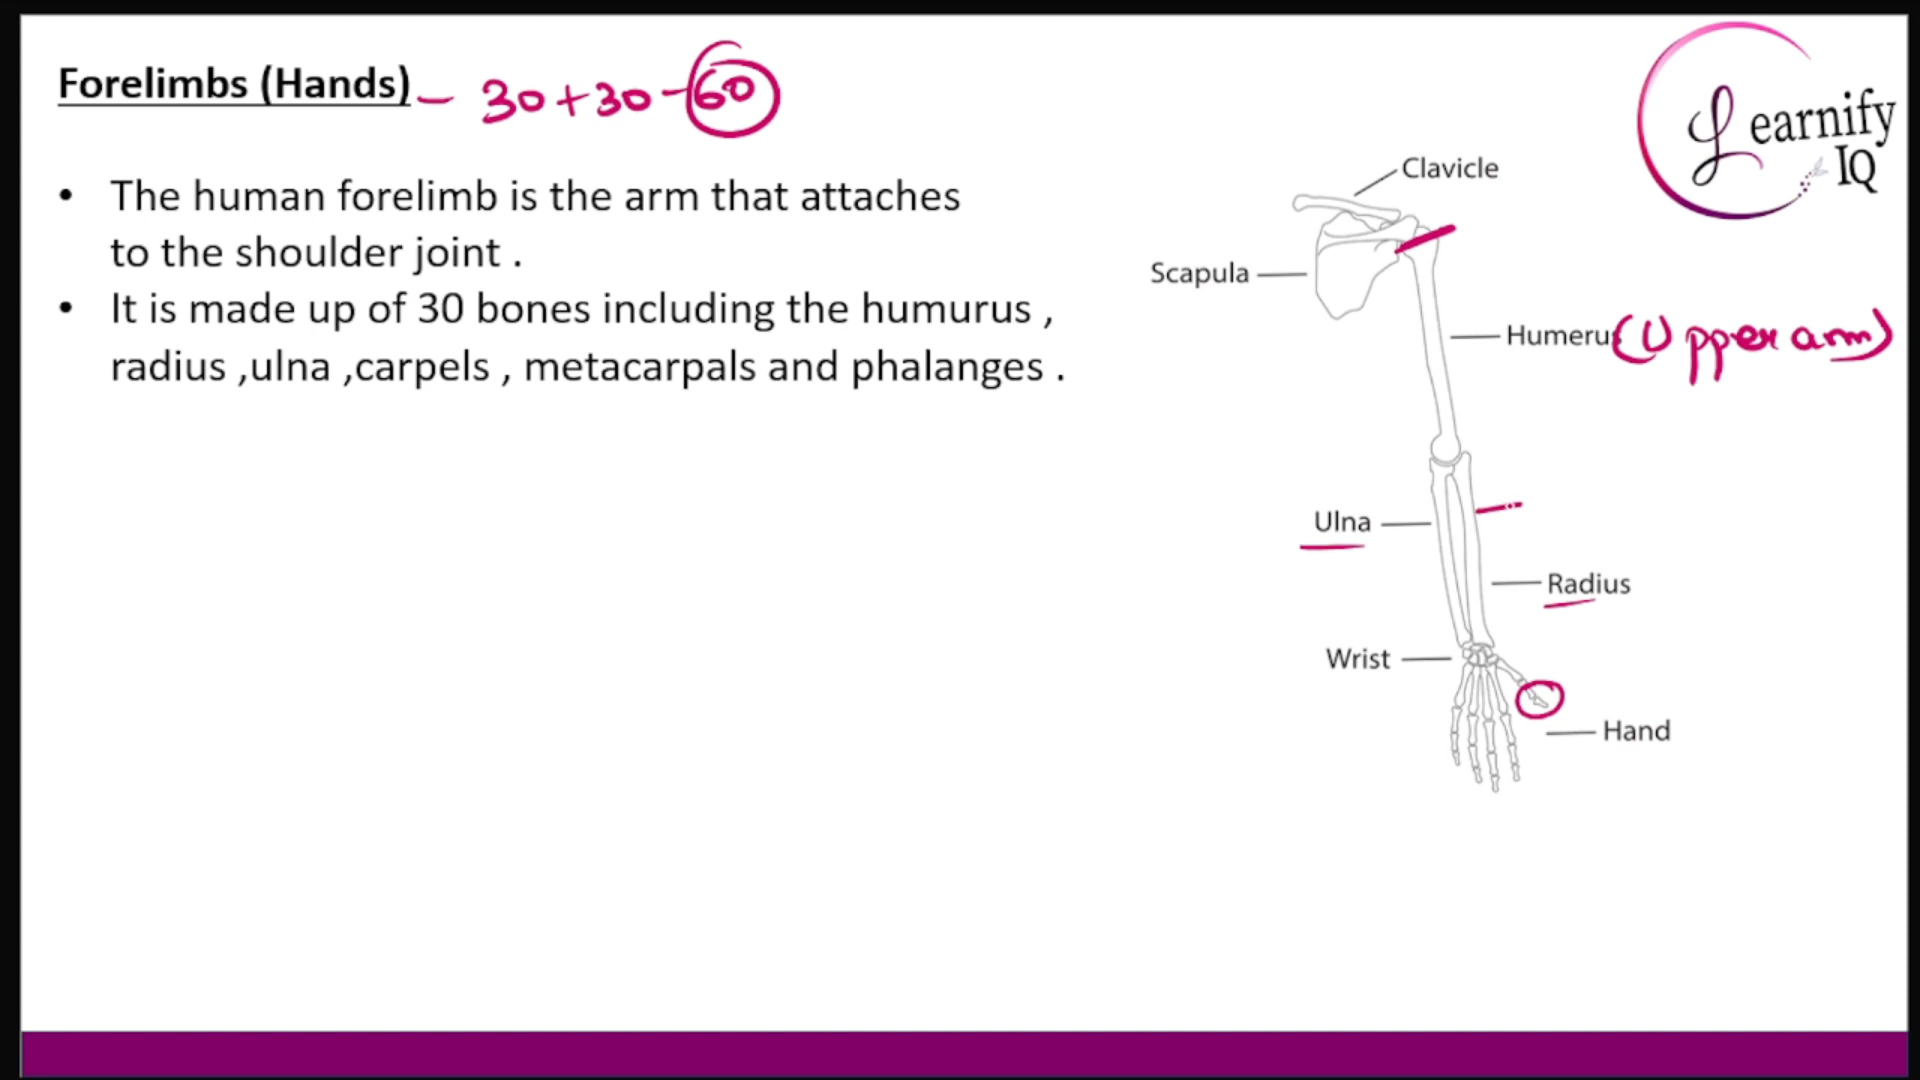 Forelimbs (Hands) - 30+30-60
The human forelimb is the arm that attaches
to the shoulder joint .
It is made up of 30 bones including the humurus ,
radius ,ulna ,carpels , metacarpals and phalanges .
Learnify
IQ
Clavicle
Scapula
Humerus (Upper arm)
Ulna
Radius
Wrist
Hand